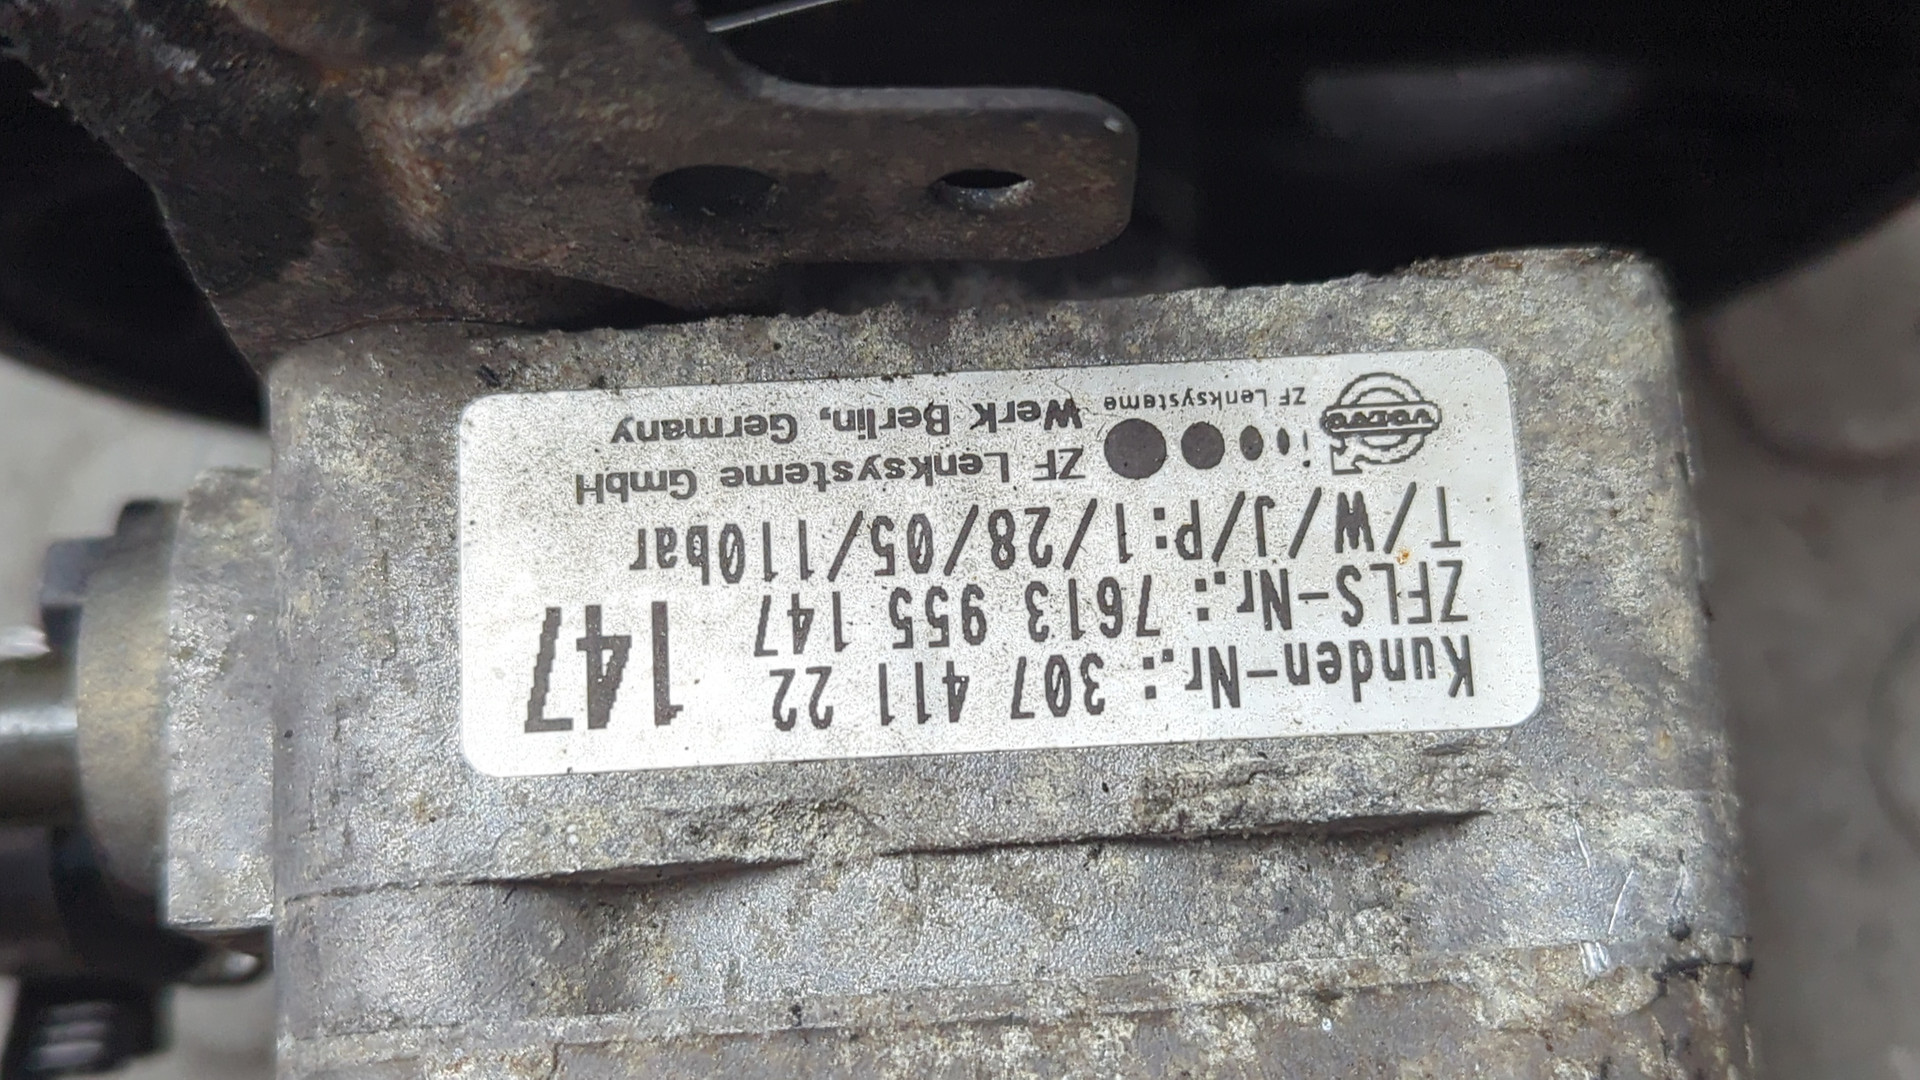 Kunden-Nr.: 307 411 22
ZFLS-Nr.: 7613 955 147
147
T/W/J/P:1/28/05/110bar
VOLVO
ZF Lenksysteme
ZF Lenksysteme GmbH
Werk Berlin, Germany